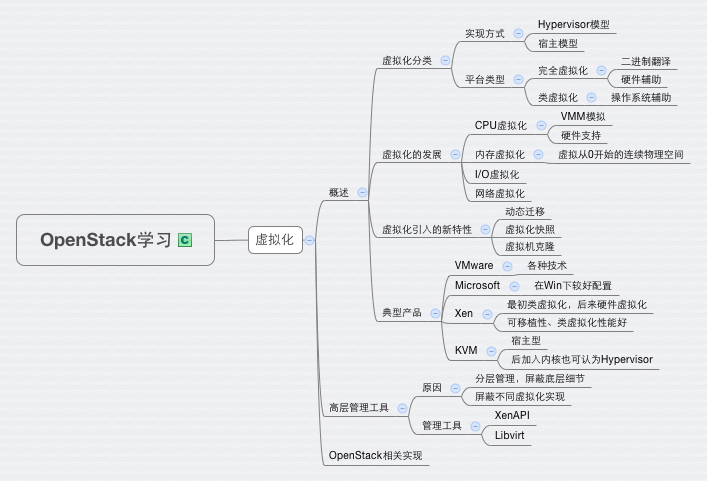 OpenStack学习
C
虚拟化
概述
虚拟化分类
实现方式
Hypervisor模型
宿主模型
平台类型
完全虚拟化
二进制翻译
硬件辅助
类虚拟化
操作系统辅助
虚拟化的发展
CPU虚拟化
VMM模拟
硬件支持
内存虚拟化
虚拟从0开始的连续物理空间
I/O虚拟化
网络虚拟化
虚拟化引入的新特性
动态迁移
虚拟化快照
虚拟机克隆
典型产品
VMware
各种技术
Microsoft
在Win下较好配置
Xen
最初类虚拟化，后来硬件虚拟化
可移植性、类虚拟化性能好
KVM
宿主型
后加入内核也可认为Hypervisor
高层管理工具
原因
分层管理，屏蔽底层细节
屏蔽不同虚拟化实现
管理工具
XenAPI
Libvirt
OpenStack相关实现